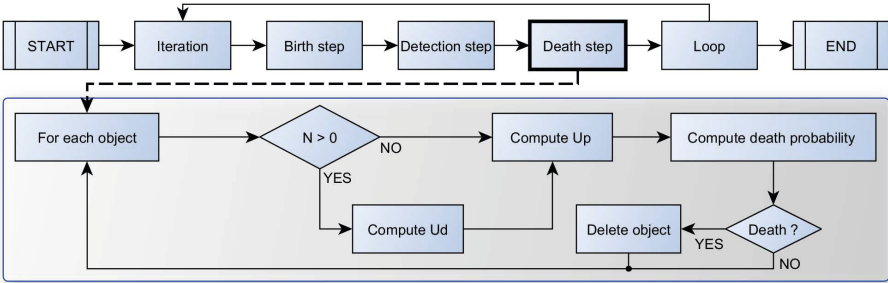 START
Iteration
Birth step
Detection step
Death step
Loop
END
For each object
N > 0
NO
YES
Compute Up
Compute death probability
Compute Ud
Delete object
YES
Death ?
NO